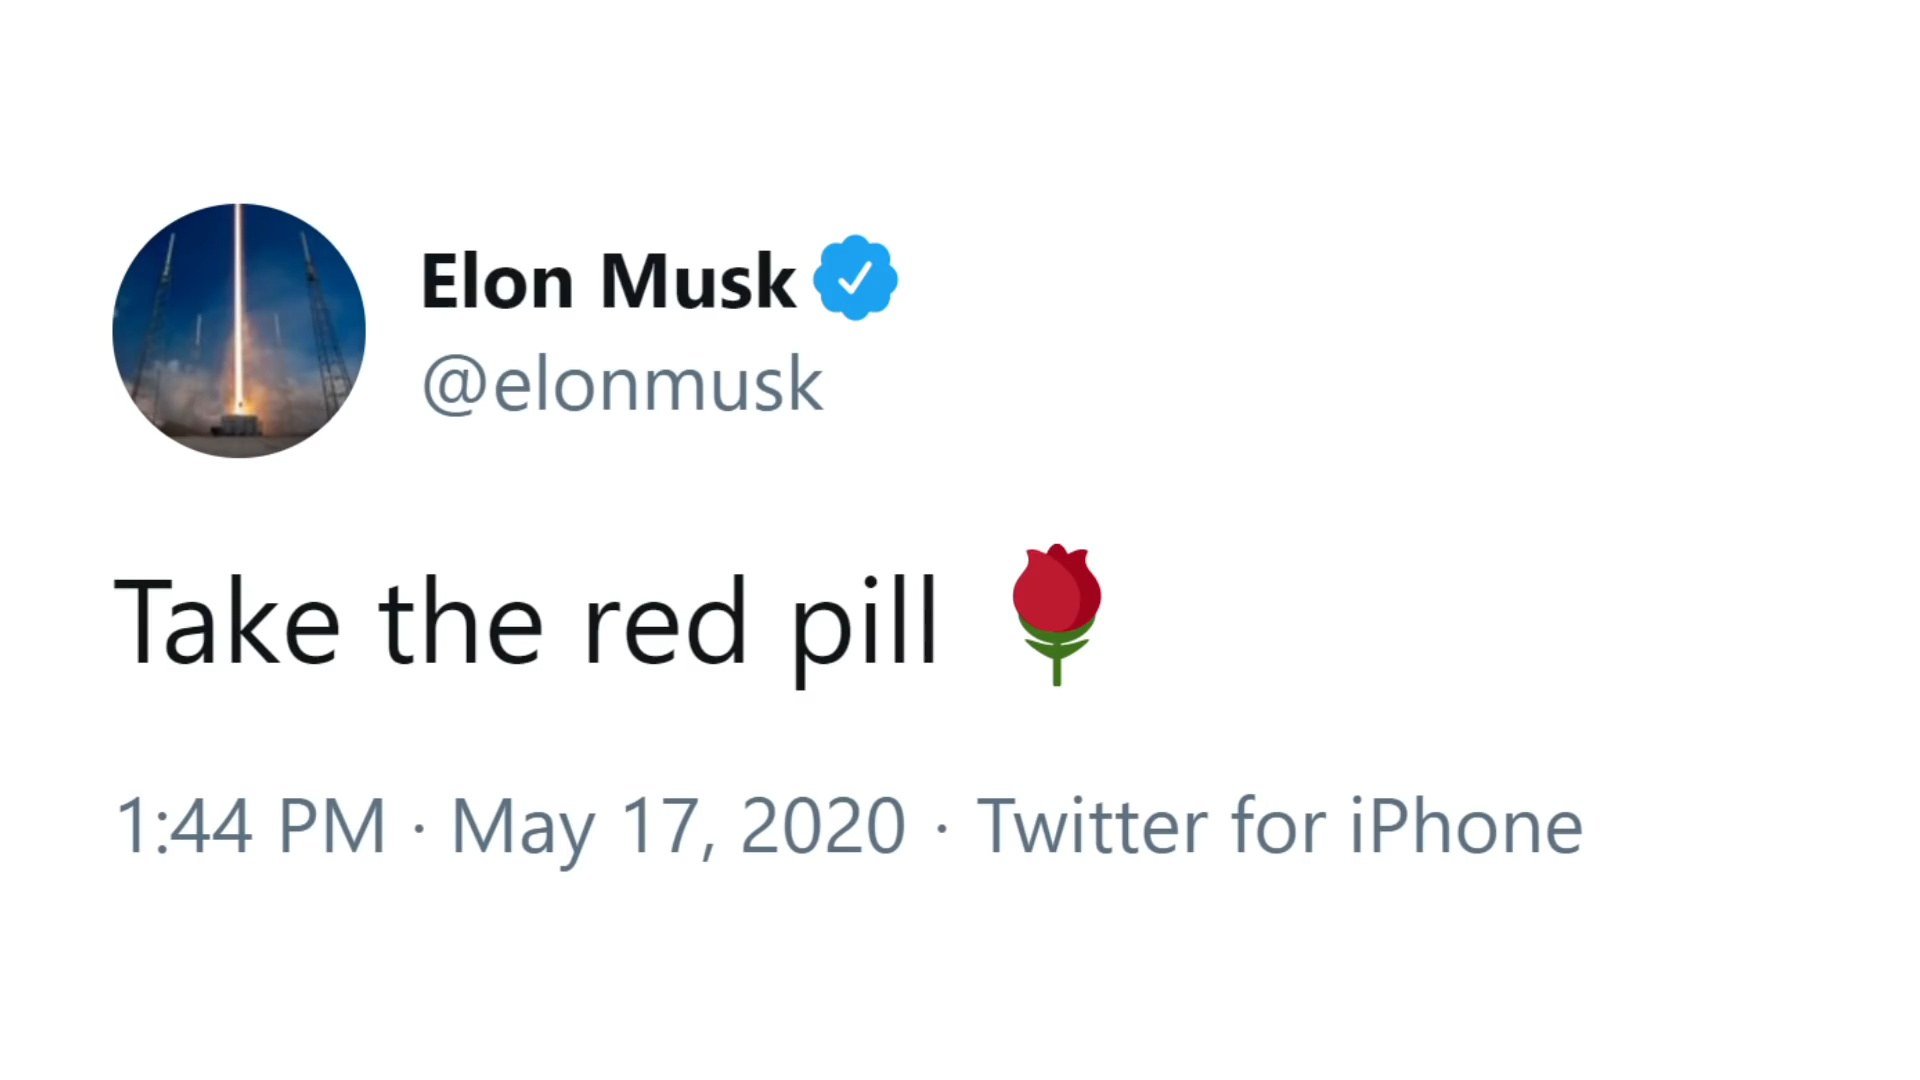 Elon Musk
@elonmusk
Take the red pill 🌹
1:44 PM · May 17, 2020 · Twitter for iPhone